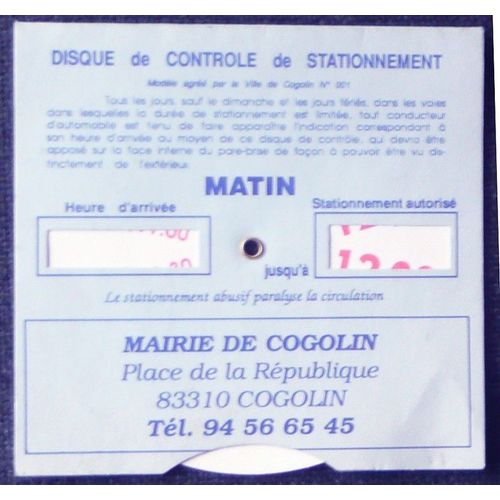 DISQUE de CONTROLE de STATIONNEMENT
Modèle agréé par la Ville de Cogolin N° 001
Tous les jours, sauf le dimanche et les jours fériés, dans les voies
dans lesquelles la durée de stationnement est limitée, tout conducteur
d'automobile est tenu de faire apparaître l'indication correspondant à
son heure d'arrivée au moyen de ce disque de contrôle, qui devra être
apposé sur la face interne du pare-brise de façon à pouvoir être vu dis-
tinctement de l'extérieur.
MATIN
Heure d'arrivée
Stationnement autorisé
jusqu'à
Le stationnement abusif paralyse la circulation
MAIRIE DE COGOLIN
Place de la République
83310 COGOLIN
Tél. 94 56 65 45